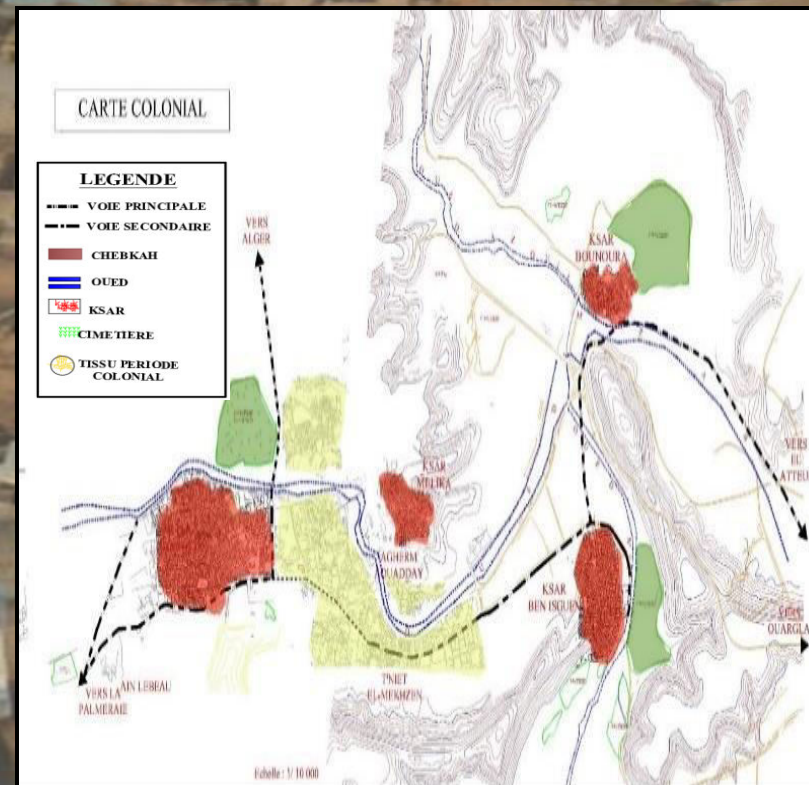 CARTE COLONIAL
LEGENDE
VOIE PRINCIPALE
VOIE SECONDAIRE
CHEBKAH
OUED
KSAR
CIMETIERE
TISSU PERIODE
COLONIAL
VERS
ALGER
KSAR
BOUNOURA
KSAR
MELIKA
VERS
EL
ATTEUF
AGHERM
OUADDAY
KSAR
BEN ISGUEN
OUARGLA
VERS LA
PALMERAIE
AIN LEBEAU
TNIET
EL-MEKHZEN
Echelle : 1/ 10 000